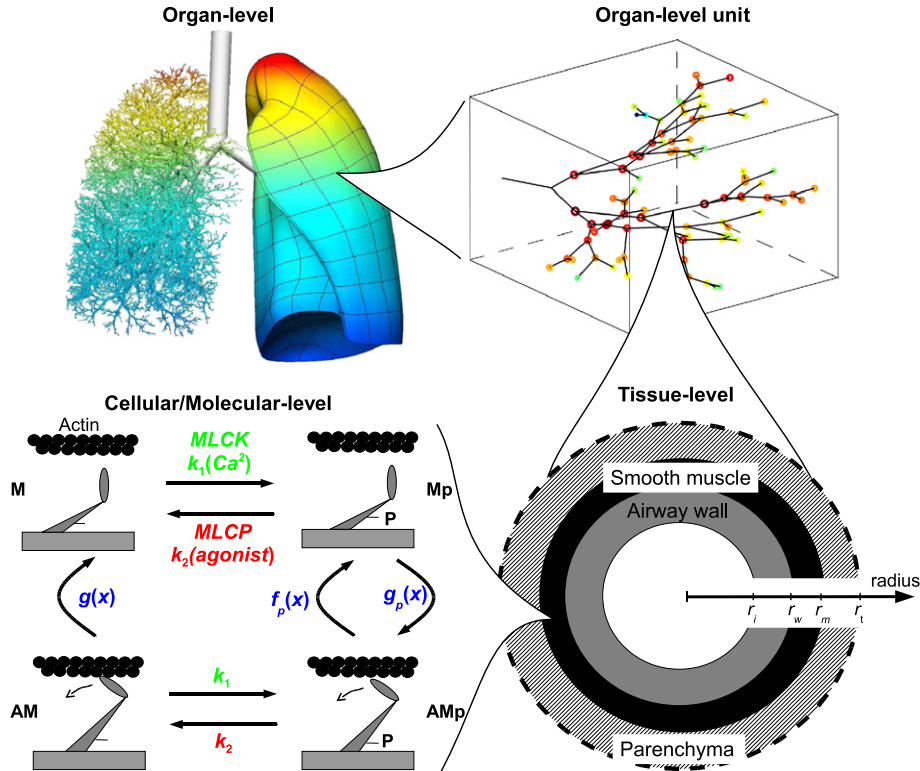 Organ-level
Organ-level unit
Cellular/Molecular-level
Actin
MLCK
k₁(Ca²)
M
Mp
P
MLCP
k₂(agonist)
g(x)
fₚ(x)
gₚ(x)
k₁
AM
AMp
k₂
P
Tissue-level
Smooth muscle
Airway wall
radius
rᵢ
r_w
rₘ
rₜ
Parenchyma